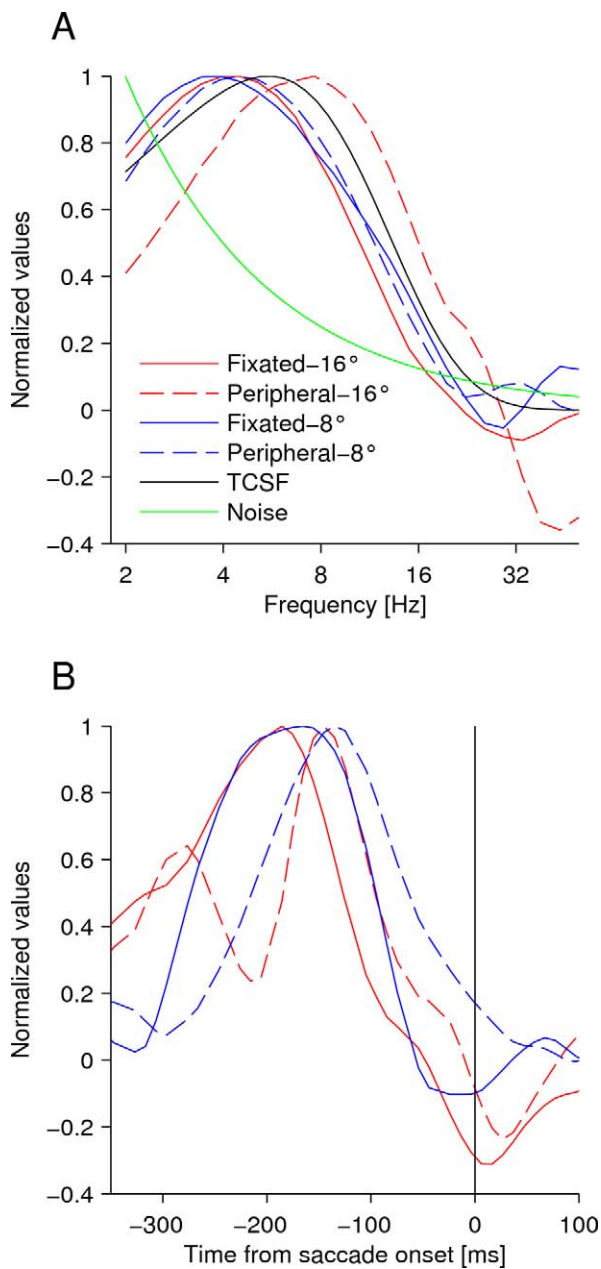 A
1
0.8
0.6
0.4
0.2
0
−0.2
−0.4
Normalized values
Fixated−16°
Peripheral−16°
Fixated−8°
Peripheral−8°
TCSF
Noise
2 4 8 16 32
Frequency [Hz]
B
1
0.8
0.6
0.4
0.2
0
−0.2
−0.4
Normalized values
−300 −200 −100 0 100
Time from saccade onset [ms]